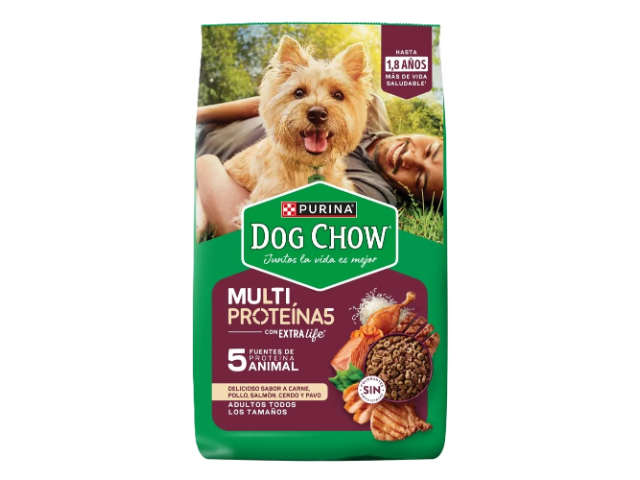 HASTA
1,8 AÑOS
MÁS DE VIDA
SALUDABLE*
PURINA
DOG CHOW
Juntos la vida es mejor
MULTI
PROTEÍNA5
CON EXTRA life
5 FUENTES DE
PROTEÍNA
ANIMAL
DELICIOSO SABOR A CARNE,
POLLO, SALMÓN, CERDO Y PAVO
ADULTOS TODOS
LOS TAMAÑOS
SIN